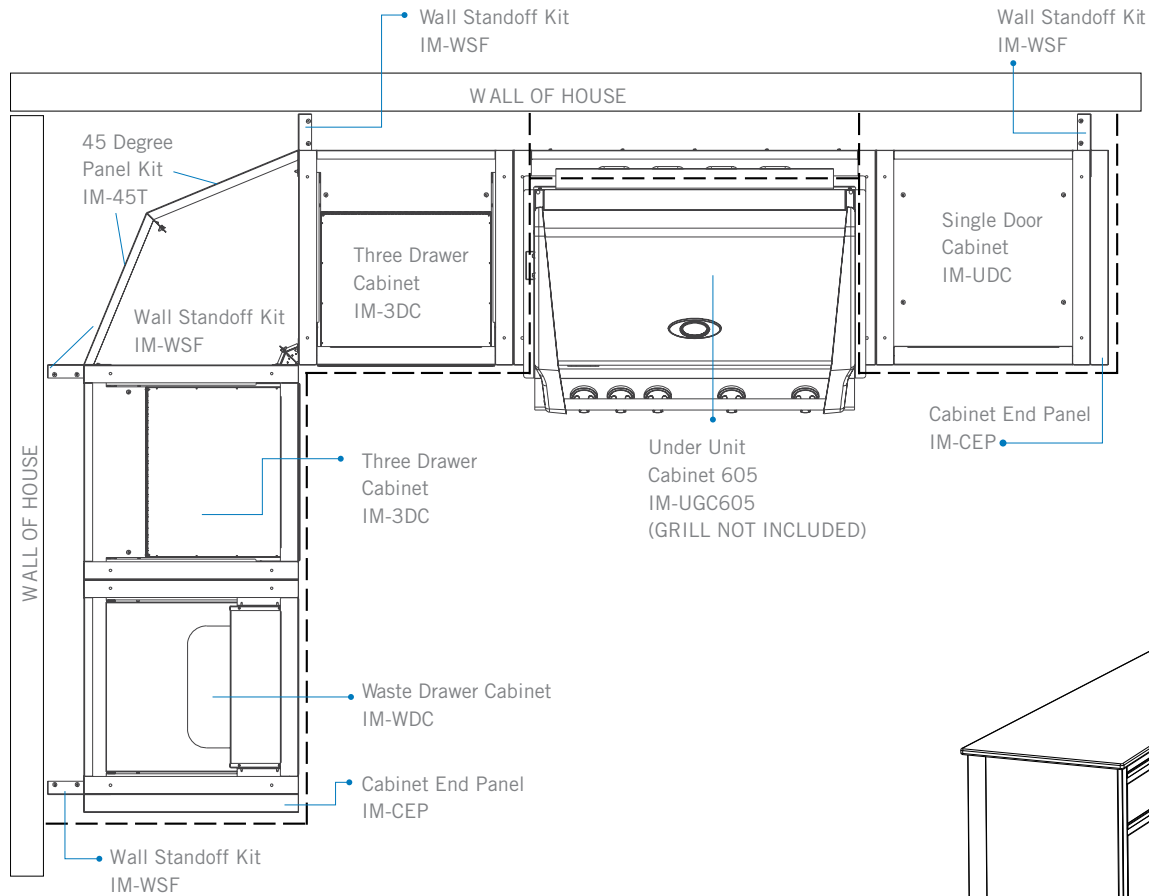 Wall Standoff Kit
IM-WSF
Wall Standoff Kit
IM-WSF
WALL OF HOUSE
45 Degree
Panel Kit
IM-45T
Three Drawer
Cabinet
IM-3DC
Single Door
Cabinet
IM-UDC
Wall Standoff Kit
IM-WSF
Cabinet End Panel
IM-CEP
WALL OF HOUSE
Three Drawer
Cabinet
IM-3DC
Under Unit
Cabinet 605
IM-UGC605
(GRILL NOT INCLUDED)
Waste Drawer Cabinet
IM-WDC
Cabinet End Panel
IM-CEP
Wall Standoff Kit
IM-WSF